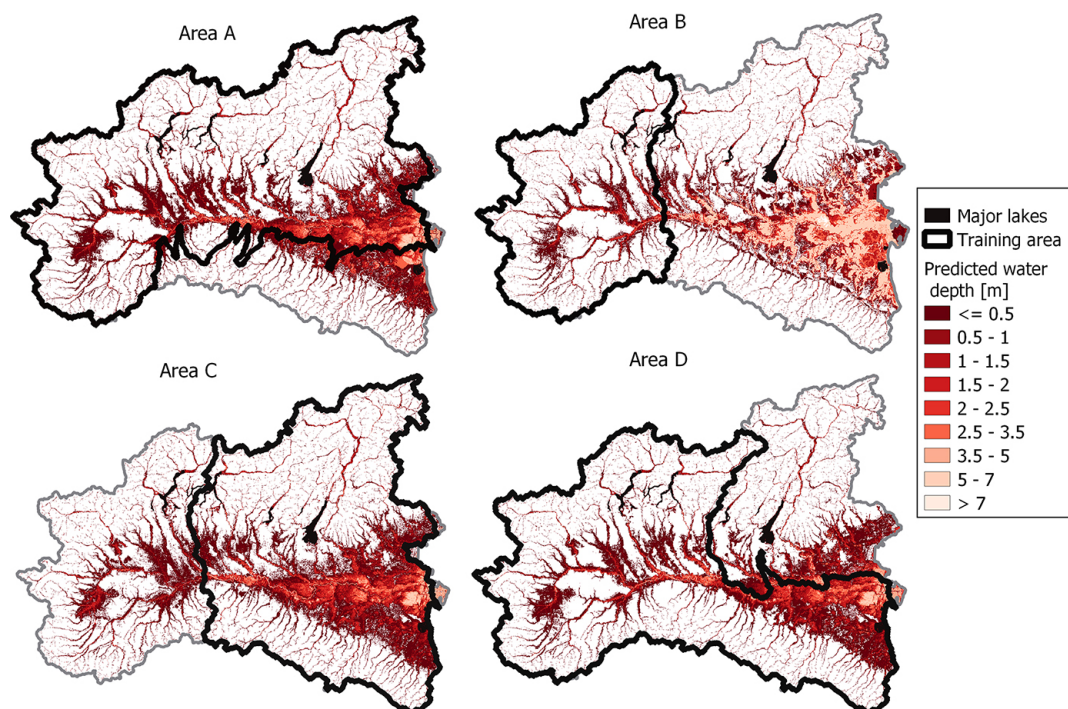 Area A
Area B
Area C
Area D
Major lakes
Training area
Predicted water
depth [m]
<= 0.5
0.5 - 1
1 - 1.5
1.5 - 2
2 - 2.5
2.5 - 3.5
3.5 - 5
5 - 7
> 7